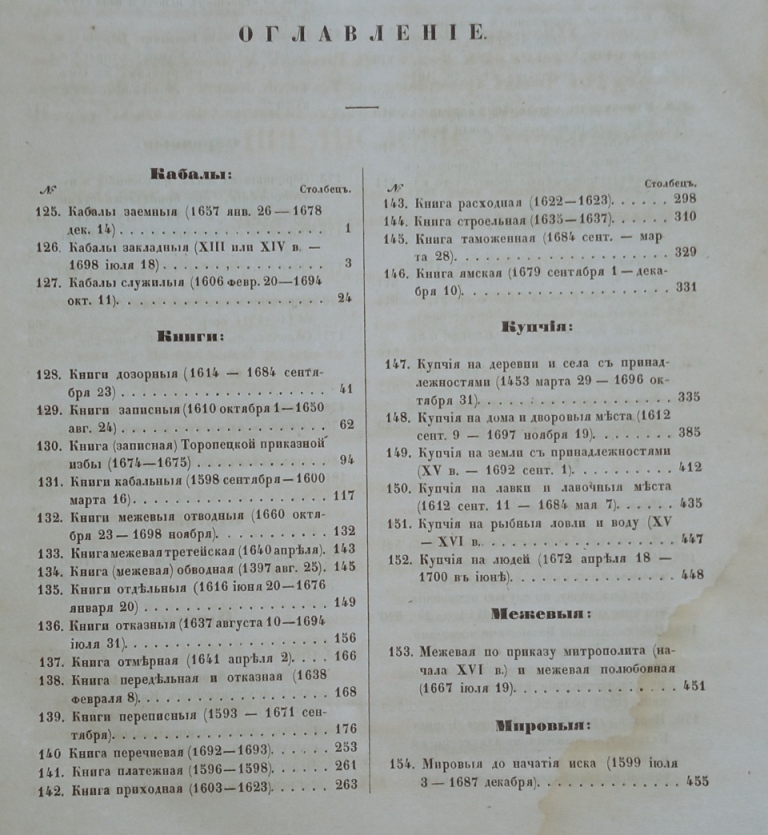 ОГЛАВЛЕНІЕ.
Кабалы:
№ Столбецъ.
125. Кабалы заемныя (1657 янв. 26 — 1678
дек. 14) . . . . . . . . . . . . . . . . . . . . 1
126. Кабалы закладныя (XIII или XIV в. —
1698 іюля 18) . . . . . . . . . . . . . . . . 3
127. Кабалы служилыя (1606 февр. 20—1694
окт. 11). . . . . . . . . . . . . . . . . . . . 24
Книги:
128. Книги дозорныя (1614 — 1684 сентя-
бря 23) . . . . . . . . . . . . . . . . . . . . 41
129. Книги записныя (1610 октября 1—1650
авг. 24) . . . . . . . . . . . . . . . . . . . . 62
130. Книга (записная) Торопецкой приказной
избы (1674—1675) . . . . . . . . . . . . . 94
131. Книги кабальныя (1598 сентября—1600
марта 16). . . . . . . . . . . . . . . . . . . 117
132. Книги межевыя отводныя (1660 октя-
бря 23 — 1698 ноября). . . . . . . . . . . 132
133. Книга межевая третейская (1640 апрѣля). 143
134. Книга (межевая) обводная (1397 авг. 25). 145
135. Книги отдѣльныя (1616 іюня 20—1676
января 20) . . . . . . . . . . . . . . . . . . 149
136. Книги отказныя (1637 августа 10—1694
іюля 31). . . . . . . . . . . . . . . . . . . . 156
137. Книга отмѣрная (1641 апрѣля 2). . . . 166
138. Книга передѣльная и отказная (1638
февраля 8). . . . . . . . . . . . . . . . . . 168
139. Книги переписныя (1593 — 1671 сен-
тября). . . . . . . . . . . . . . . . . . . . . 176
140 Книга перечневая (1692—1693). . . . . . 253
141. Книга платежная (1596—1598). . . . . . 261
142. Книга приходная (1603—1623). . . . . . 263
№ Столбецъ.
143. Книга расходная (1622—1623). . . . . . 298
144. Книга строельная (1635—1637). . . . . . 310
145. Книга таможенная (1684 сент. — мар
та 28). . . . . . . . . . . . . . . . . . . . . 329
146. Книга ямская (1679 сентября 1 — дека-
бря 10). . . . . . . . . . . . . . . . . . . . 331
Купчія:
147. Купчія на деревни и села съ принад-
лежностями (1453 марта 29 — 1696 ок-
тября 31). . . . . . . . . . . . . . . . . . . 335
148. Купчія на дома и дворовыя мѣста (1612
сент. 9 — 1697 ноября 19). . . . . . . . 385
149. Купчія на земли съ принадлежностями
(XV в. — 1692 сент. 1). . . . . . . . . . 412
150. Купчія на лавки и лавочныя мѣста
(1612 сент. 11 — 1684 мая 7). . . . . . 435
151. Купчія на рыбныя ловли и воду (XV
— XVI в. . . . . . . . . . . . . . . . . . . . 447
152. Купчія на людей (1672 апрѣля 18 —
1700 въ іюнѣ). . . . . . . . . . . . . . . . 448
Межевыя:
153. Межевая по приказу митрополита (на-
чала XVI в.) и межевая полюбовная
(1667 іюля 19). . . . . . . . . . . . . . . . 451
Мировыя:
154. Мировыя до начатія иска (1599 іюля
3 — 1687 декабря). . . . . . . . . . . . . . 455